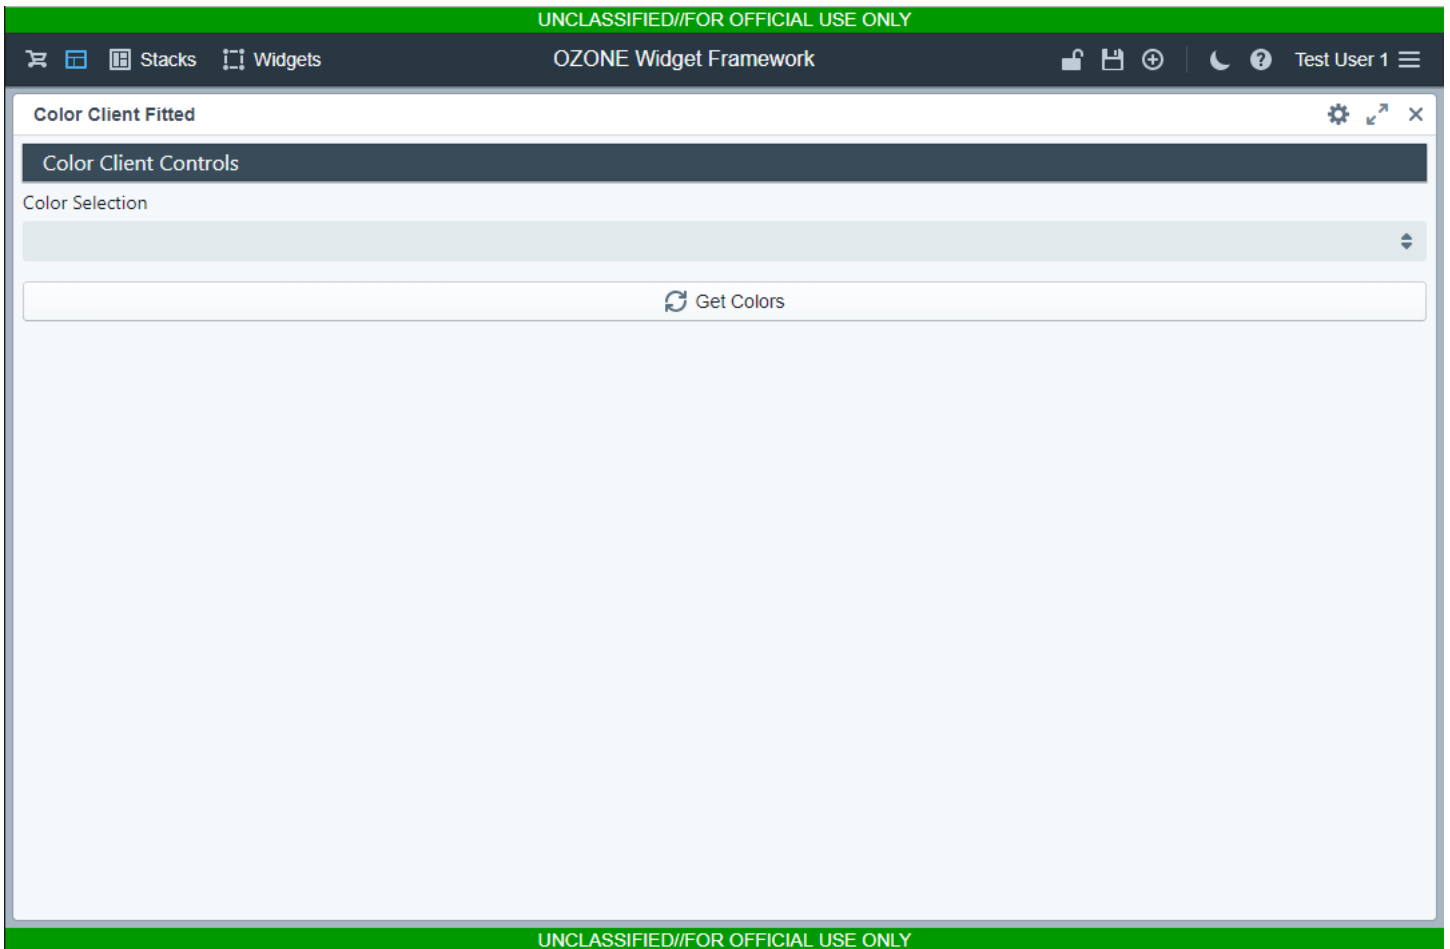 UNCLASSIFIED//FOR OFFICIAL USE ONLY
Stacks Widgets OZONE Widget Framework Test User 1
Color Client Fitted
Color Client Controls
Color Selection
Get Colors
UNCLASSIFIED//FOR OFFICIAL USE ONLY